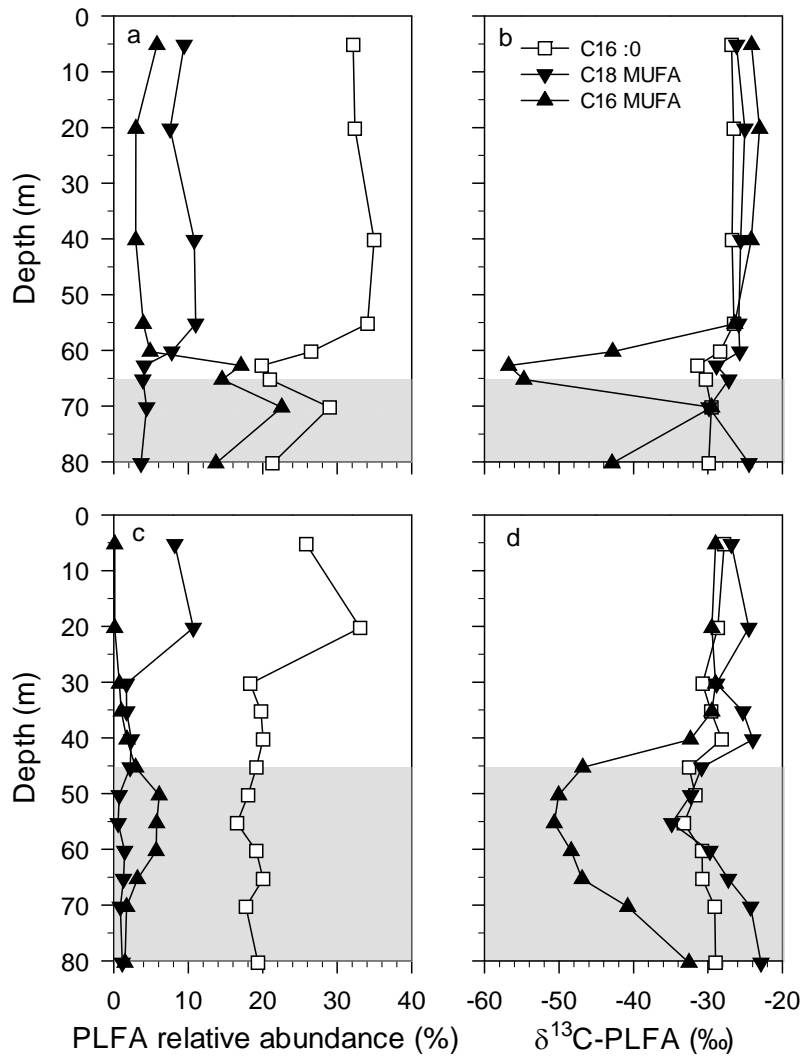 a
b
C16 :0
C18 MUFA
C16 MUFA
0
10
20
30
40
50
60
70
80
Depth (m)
c
d
0
10
20
30
40
50
60
70
80
Depth (m)
0 10 20 30 40
-60 -50 -40 -30 -20
PLFA relative abundance (%)
δ13C-PLFA (‰)